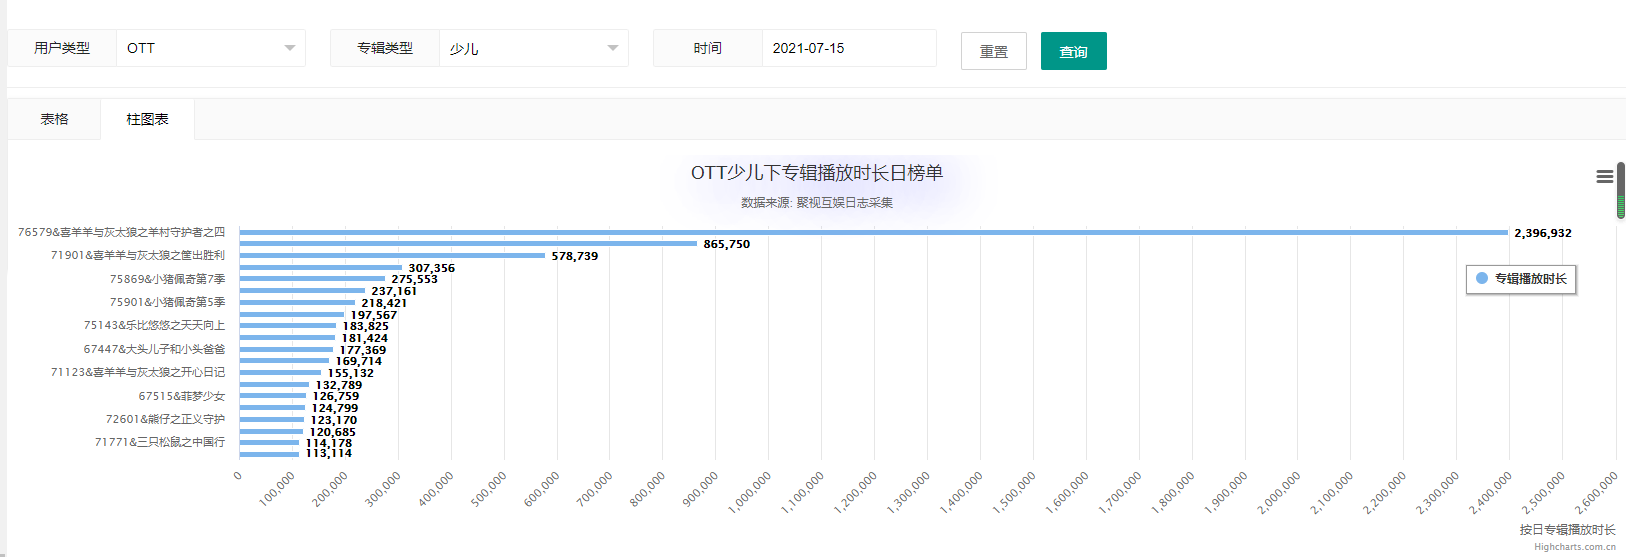 用户类型 OTT 专辑类型 少儿 时间 2021-07-15 重置 查询
表格 柱图表
OTT少儿下专辑播放时长日榜单
数据来源: 聚视互娱日志采集
76579&喜羊羊与灰太狼之羊村守护者之四 2,396,932
865,750
71901&喜羊羊与灰太狼之筐出胜利 578,739
307,356
专辑播放时长
75869&小猪佩奇第7季 275,553
237,161
75901&小猪佩奇第5季 218,421
197,567
75143&乐比悠悠之天天向上 183,825
181,424
67447&大头儿子和小头爸爸 177,369
169,714
71123&喜羊羊与灰太狼之开心日记 155,132
132,789
67515&菲梦少女 126,759
124,799
72601&熊仔之正义守护 123,170
120,685
71771&三只松鼠之中国行 114,178
113,114
0 100,000 200,000 300,000 400,000 500,000 600,000 700,000 800,000 900,000 1,000,000 1,100,000 1,200,000 1,300,000 1,400,000 1,500,000 1,600,000 1,700,000 1,800,000 1,900,000 2,000,000 2,100,000 2,200,000 2,300,000 2,400,000 2,500,000 2,600,000
按日专辑播放时长
Highcharts.com.cn